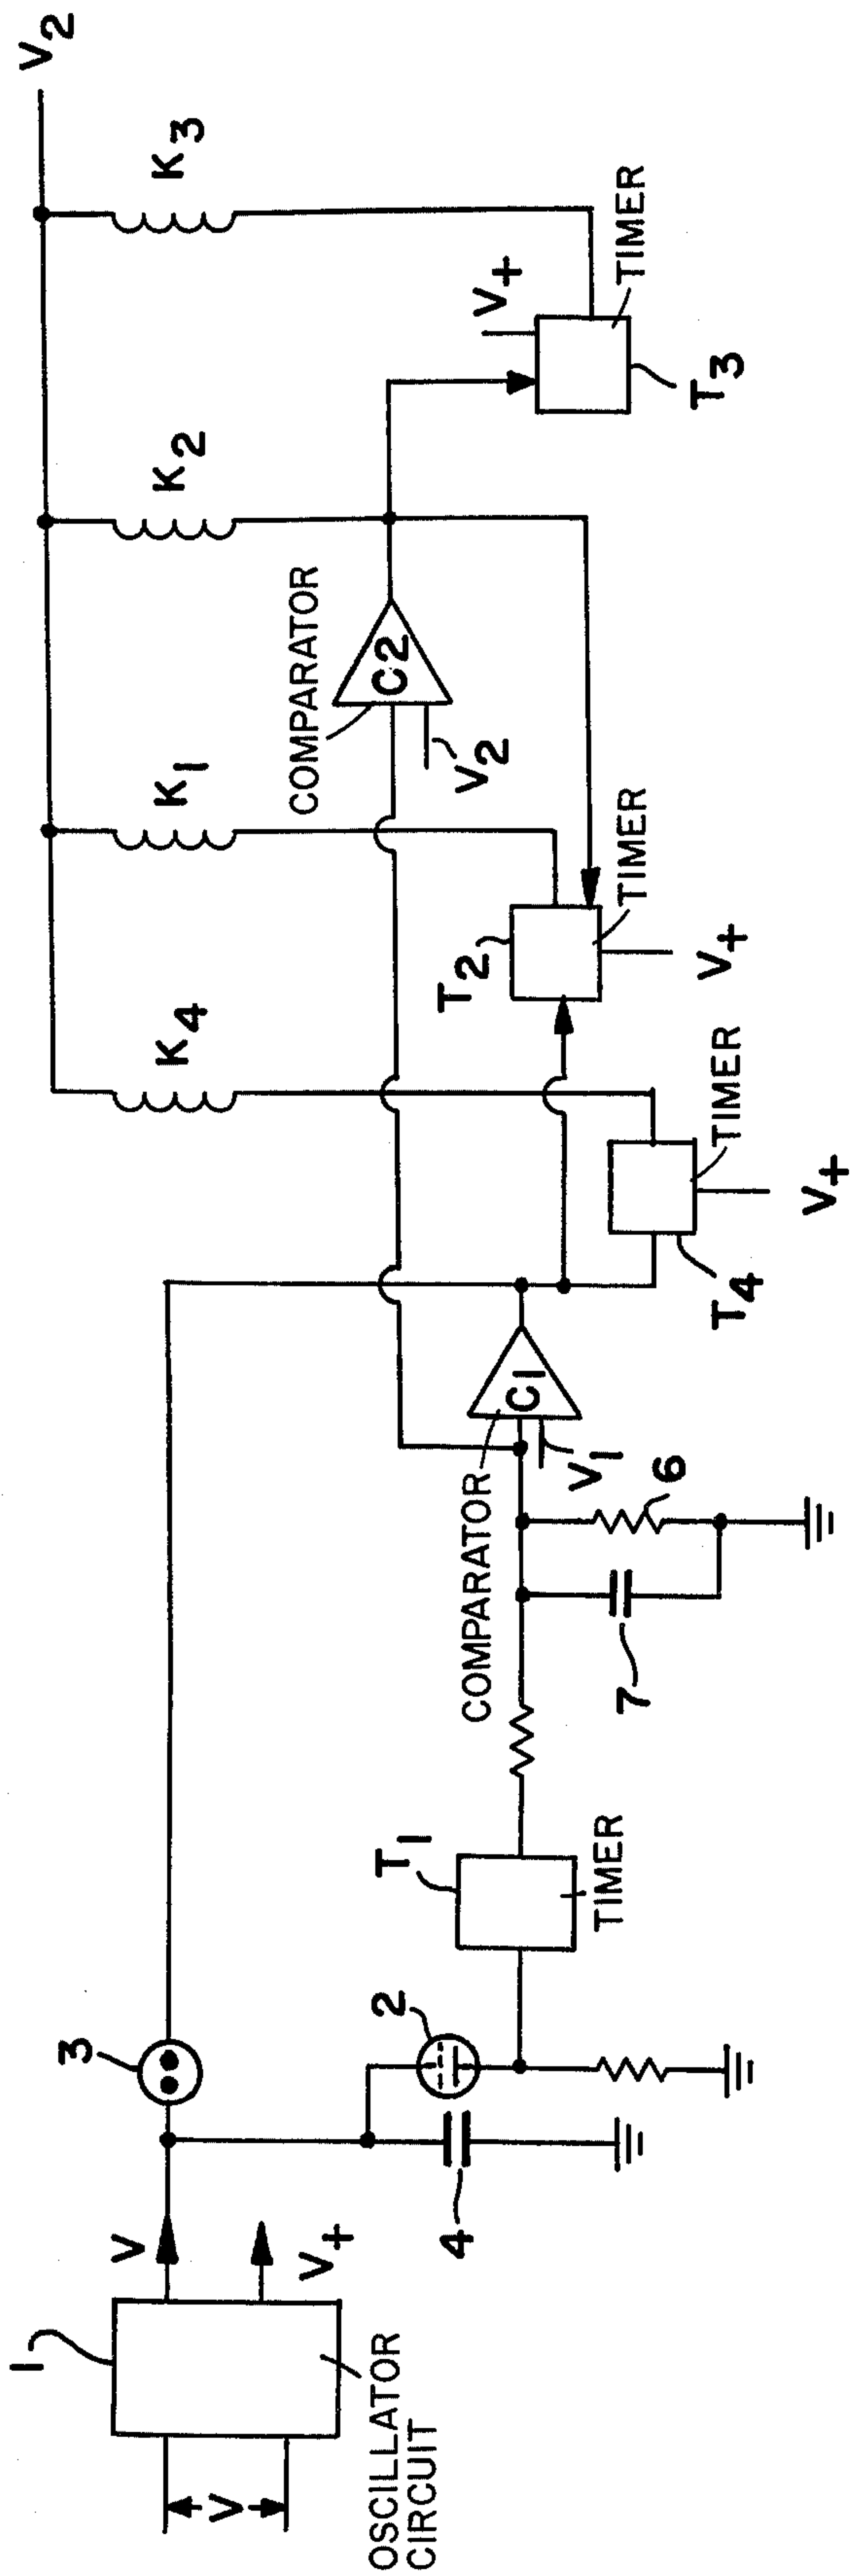 1
OSCILLATOR
CIRCUIT
V
V
V+
3
4
2
T1
TIMER
7
6
COMPARATOR
C1
V1
T4
TIMER
V+
K4
T2
TIMER
V+
K1
COMPARATOR
C2
V2
K2
T3
TIMER
V+
K3
V2